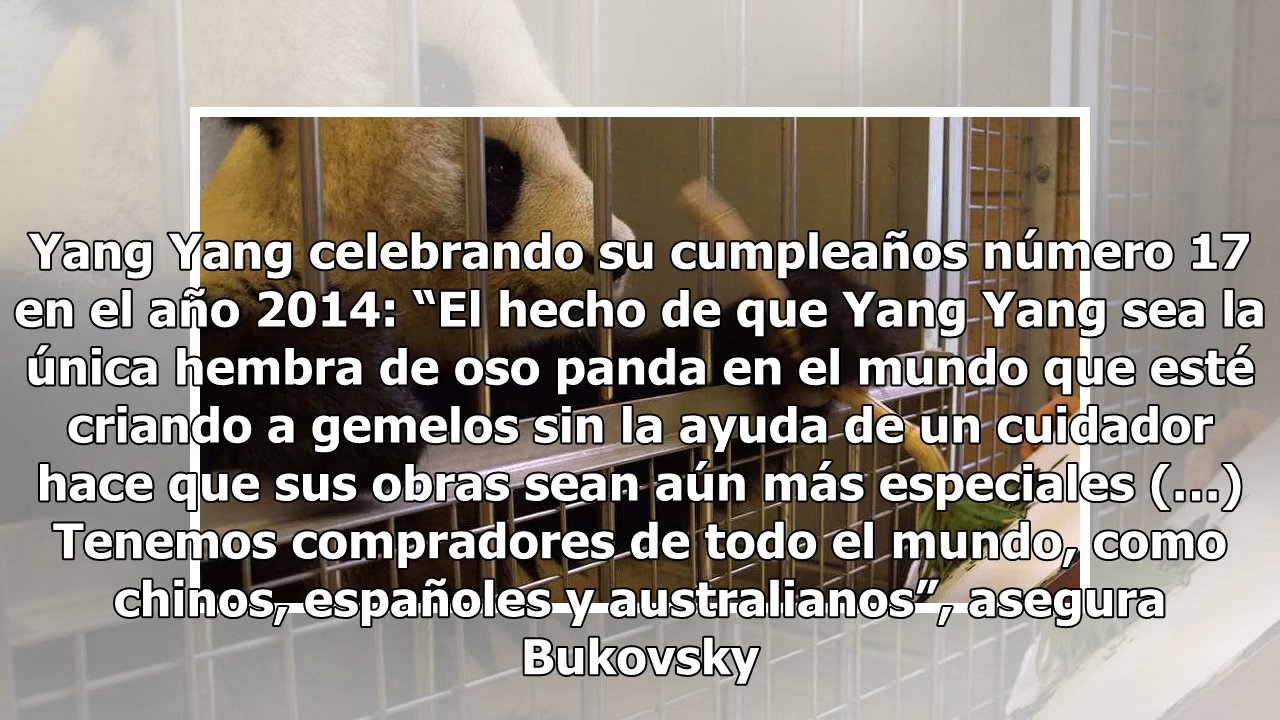 Yang Yang celebrando su cumpleaños número 17
en el año 2014: “El hecho de que Yang Yang sea la
única hembra de oso panda en el mundo que esté
criando a gemelos sin la ayuda de un cuidador
hace que sus obras sean aún más especiales (...)
Tenemos compradores de todo el mundo, como
chinos, españoles y australianos”, asegura
Bukovsky